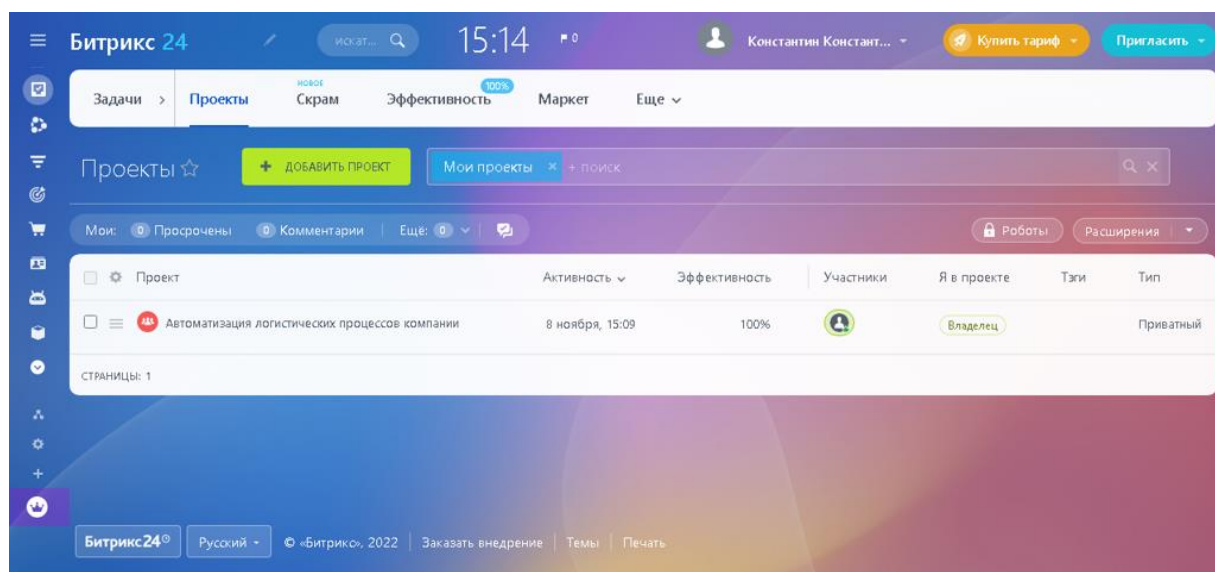 Битрикс 24 искат... 15:14 0 Константин Констант... Купить тариф Пригласить
НОВОЕ 100%
Задачи > Проекты Скрам Эффективность Маркет Еще
Проекты + ДОБАВИТЬ ПРОЕКТ Мои проекты × + поиск
Мои: 0 Просрочены 0 Комментарии Еще: 0 Роботы Расширения
Проект Активность Эффективность Участники Я в проекте Тэги Тип
Автоматизация логистических процессов компании 8 ноября, 15:09 100% Владелец Приватный
СТРАНИЦЫ: 1
Битрикс24 Русский © «Битрикс», 2022 Заказать внедрение Темы Печать